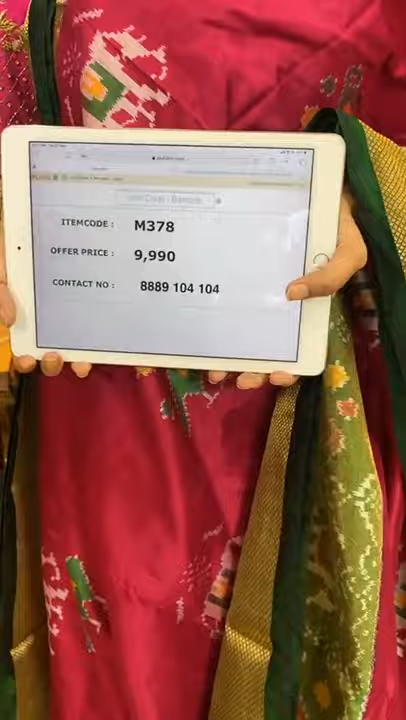 ITEMCODE : M378
OFFER PRICE : 9,990
CONTACT NO : 8889 104 104